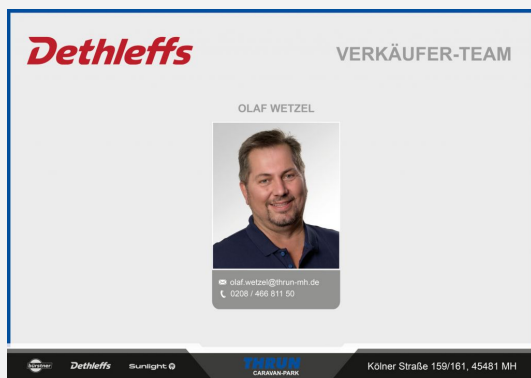 Dethleffs
VERKÄUFER-TEAM
OLAF WETZEL
olaf.wetzel@thrun-mh.de
0208 / 466 811 50
bürstner
Dethleffs
Sunlight
THRUN
CARAVAN-PARK
Kölner Straße 159/161, 45481 MH